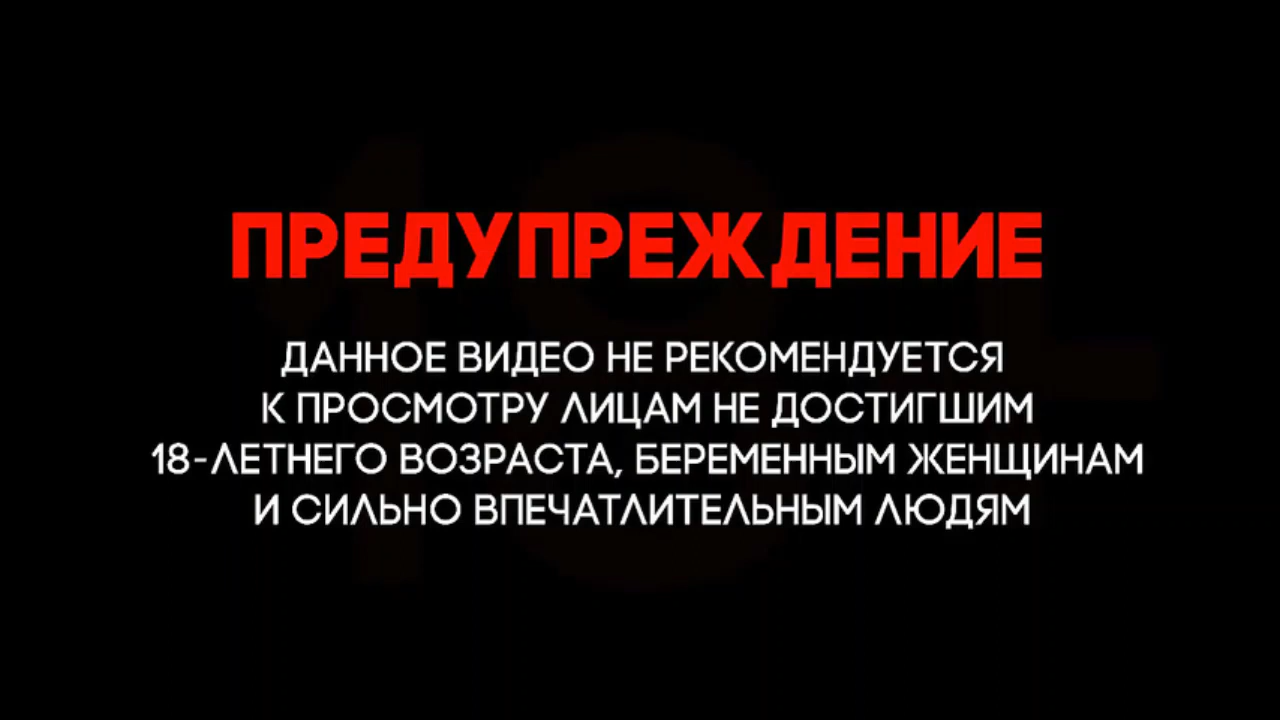 ПРЕДУПРЕЖДЕНИЕ
ДАННОЕ ВИДЕО НЕ РЕКОМЕНДУЕТСЯ
К ПРОСМОТРУ ЛИЦАМ НЕ ДОСТИГШИМ
18-ЛЕТНЕГО ВОЗРАСТА, БЕРЕМЕННЫМ ЖЕНЩИНАМ
И СИЛЬНО ВПЕЧАТЛИТЕЛЬНЫМ ЛЮДЯМ